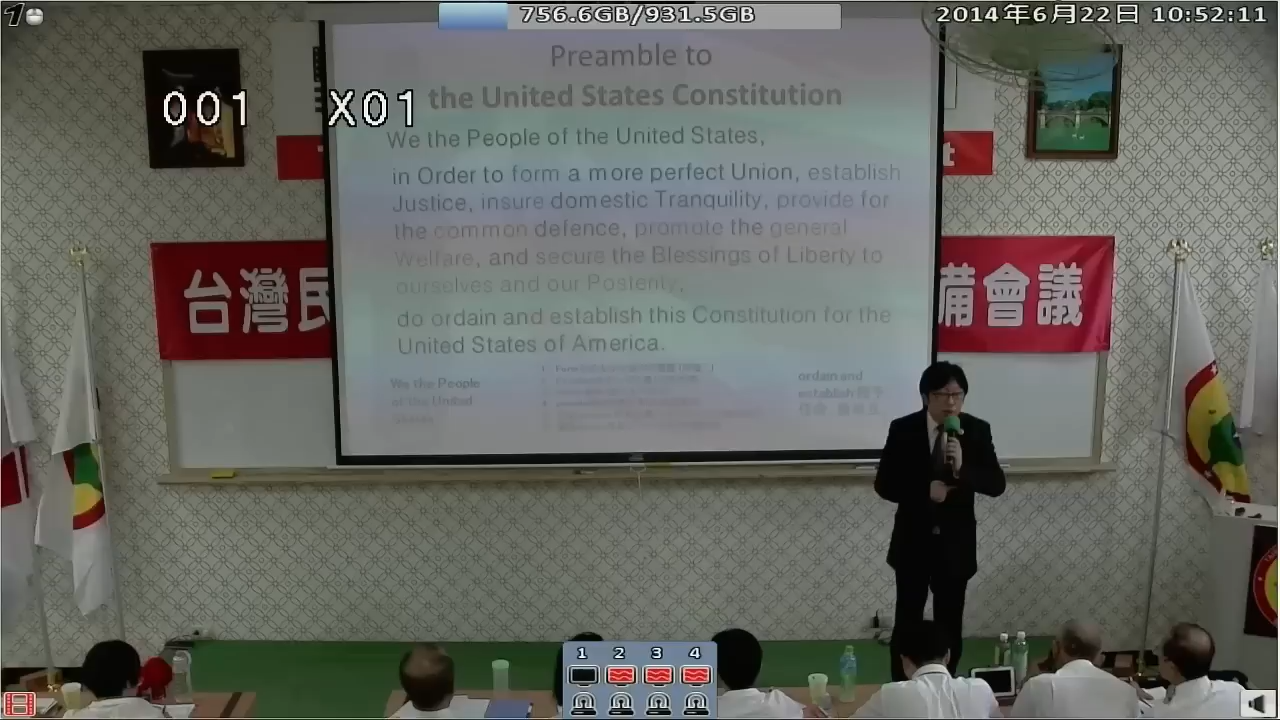 1
756.6GB/931.5GB
2014年6月22日 10:52:11
001 X01
Preamble to
the United States Constitution
We the People of the United States,
in Order to form a more perfect Union, establish
Justice, insure domestic Tranquility, provide for
the common defence, promote the general
Welfare, and secure the Blessings of Liberty to
ourselves and our Posterity,
do ordain and establish this Constitution for the
United States of America.
We the People
of the United
States
ordain and
establish
台灣民
備會議
t
1 2 3 4